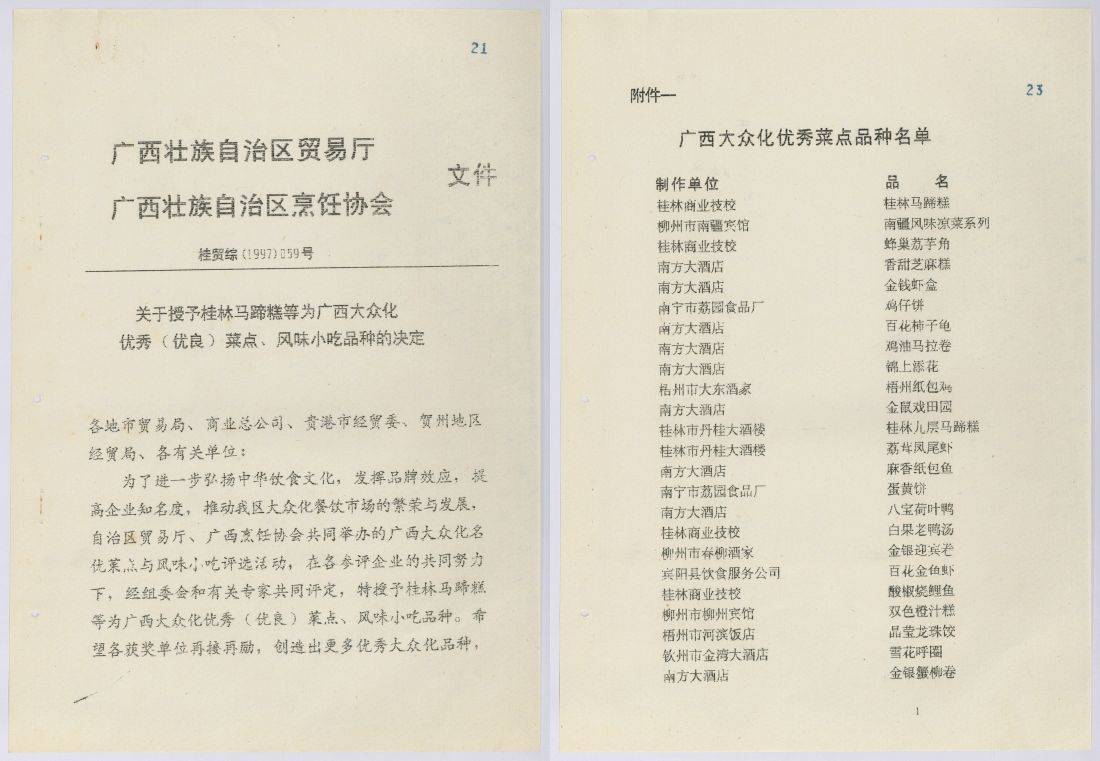 21
广西壮族自治区贸易厅
文件
广西壮族自治区烹饪协会
桂贸综(1997)059号
关于授予桂林马蹄糕等为广西大众化
优秀（优良）菜点、风味小吃品种的决定
各地市贸易局、商业总公司、贵港市经贸委、贺州地区
经贸局、各有关单位：
为了进一步弘扬中华饮食文化，发挥品牌效应，提
高企业知名度，推动我区大众化餐饮市场的繁荣与发展，
自治区贸易厅、广西烹饪协会共同举办的广西大众化名
优菜点与风味小吃评选活动，在各参评企业的共同努力
下，经组委会和有关专家共同评定，特授予桂林马蹄糕
等为广西大众化优秀（优良）菜点、风味小吃品种。希
望各获奖单位再接再励，创造出更多优秀大众化品种，
23
附件一
广西大众化优秀菜点品种名单
制作单位 品 名
桂林商业技校 桂林马蹄糕
柳州市南疆宾馆 南疆风味凉菜系列
桂林商业技校 蜂巢荔芋角
南方大酒店 香甜芝麻糕
南方大酒店 金钱虾盒
南宁市荔园食品厂 鸡仔饼
南方大酒店 百花柿子龟
南方大酒店 鸡油马拉卷
南方大酒店 锦上添花
梧州市大东酒家 梧州纸包鸡
南方大酒店 金鼠戏田园
桂林市丹桂大酒楼 桂林九层马蹄糕
桂林市丹桂大酒楼 荔茸凤尾虾
南方大酒店 麻香纸包鱼
南宁市荔园食品厂 蛋黄饼
南方大酒店 八宝荷叶鸭
桂林商业技校 白果老鸭汤
柳州市春柳酒家 金银迎宾卷
宾阳县饮食服务公司 百花金鱼虾
桂林商业技校 酸椒烧鲤鱼
柳州市柳州宾馆 双色橙汁糕
梧州市河滨饭店 晶莹龙珠饺
钦州市金湾大酒店 雪花呼圈
南方大酒店 金银蟹柳卷
1